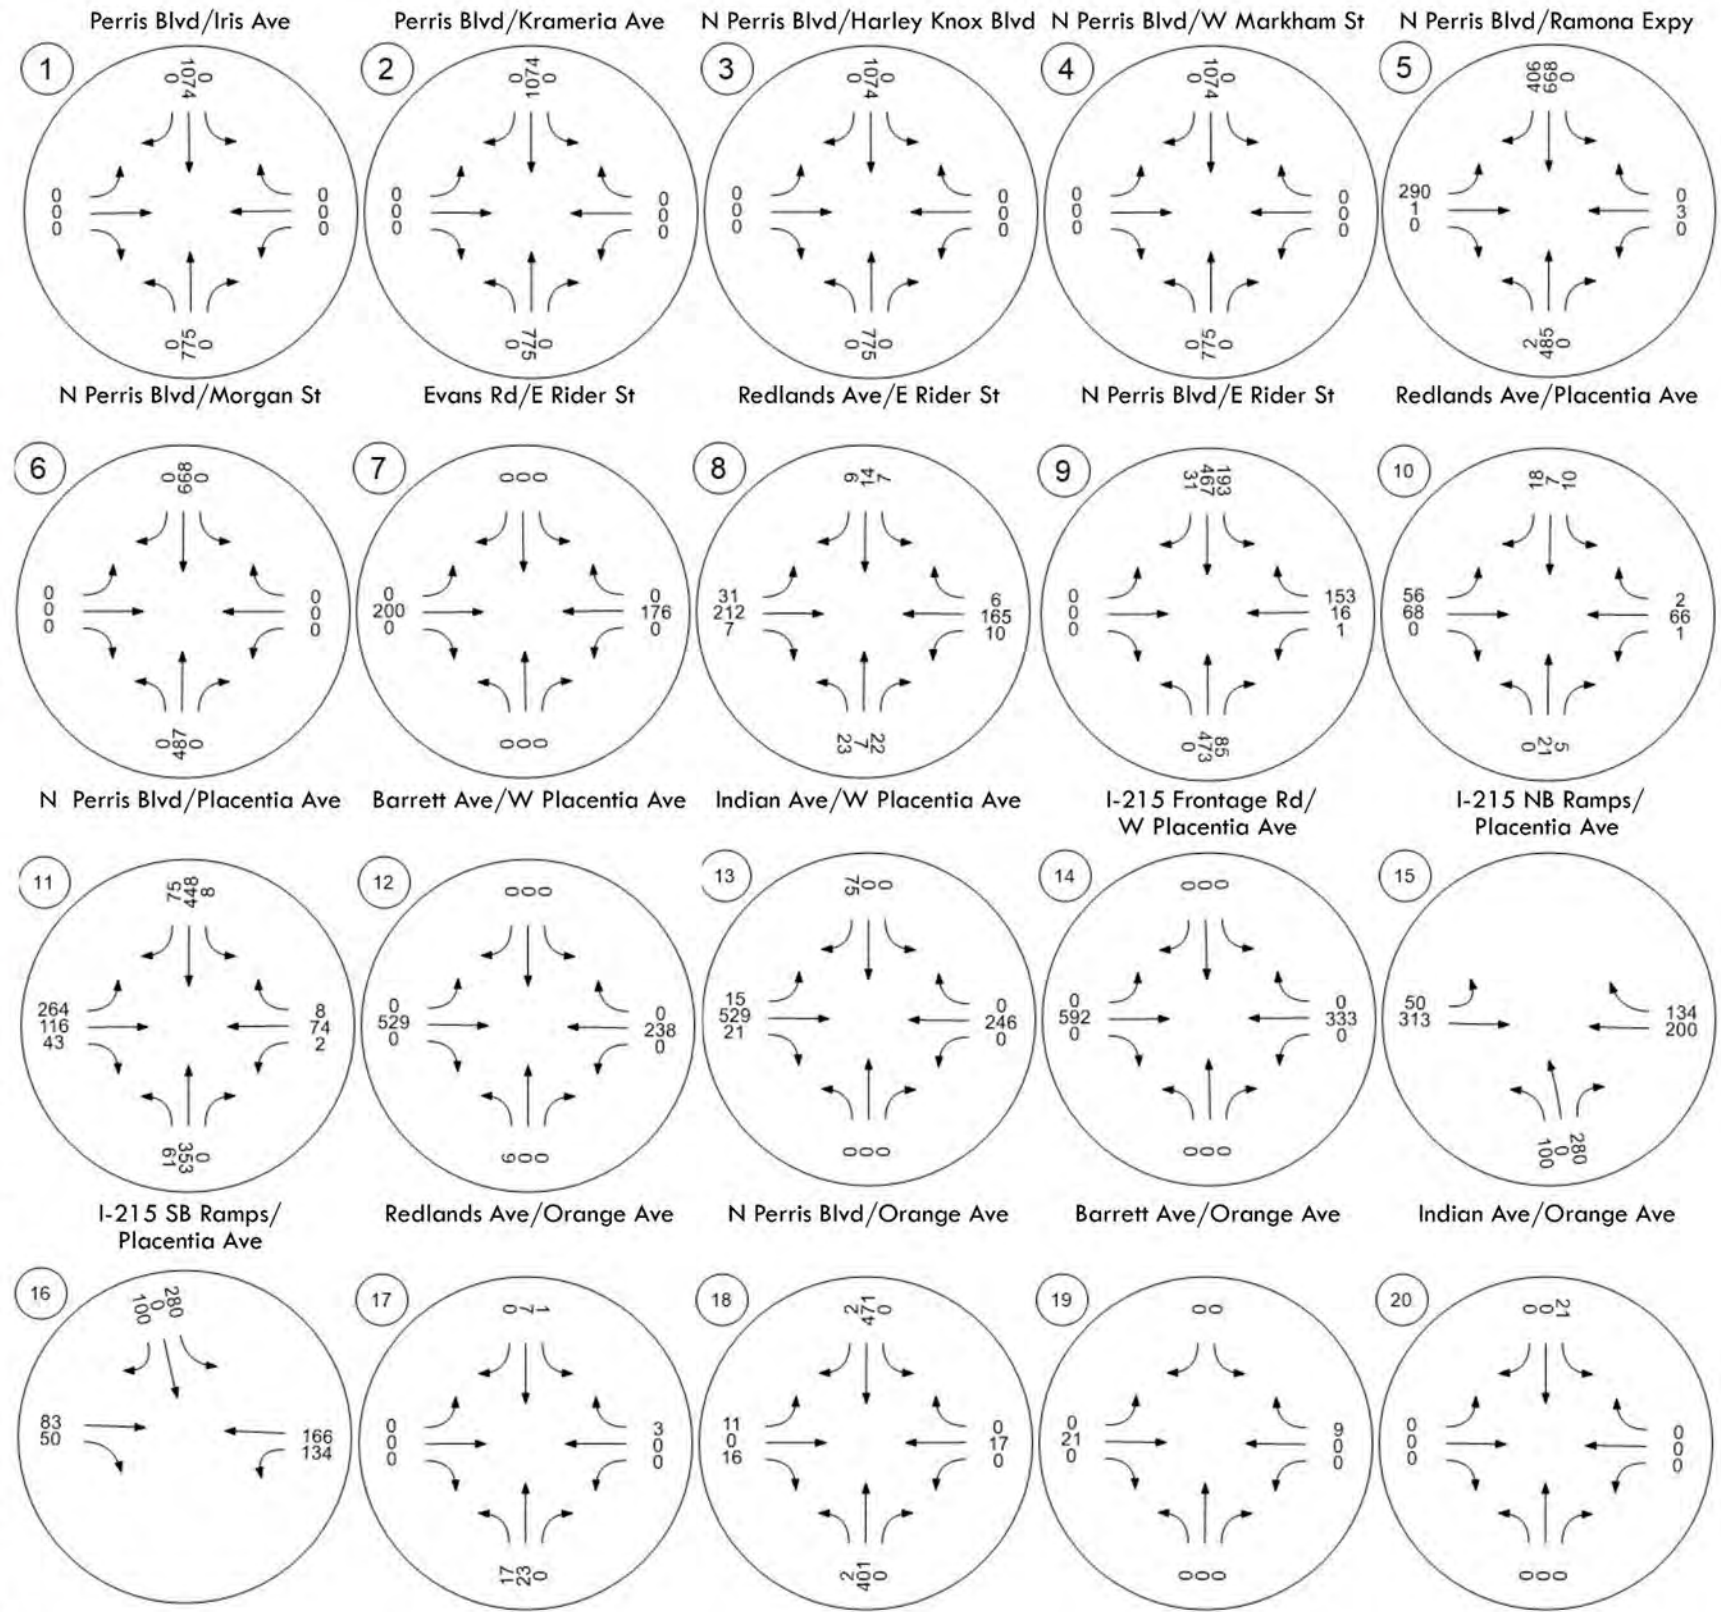 Perris Blvd/Iris Ave
1
0 1074 0
0
0
0
0
0
0
0 775 0
Perris Blvd/Krameria Ave
2
0 1074 0
0
0
0
0
0
0
0 775 0
N Perris Blvd/Harley Knox Blvd
3
0 1074 0
0
0
0
0
0
0
0 775 0
N Perris Blvd/W Markham St
4
0 1074 0
0
0
0
0
0
0
0 775 0
N Perris Blvd/Ramona Expy
5
406 668 0
290
1
0
0
3
0
2 485 0
N Perris Blvd/Morgan St
6
0 668 0
0
0
0
0
0
0
0 487 0
Evans Rd/E Rider St
7
0 0 0
0
200
0
0
176
0
0 0 0
Redlands Ave/E Rider St
8
9 14 7
31
212
7
6
165
10
23 7 22
N Perris Blvd/E Rider St
9
31 467 193
0
0
0
153
16
1
0 473 85
Redlands Ave/Placentia Ave
10
18 7 10
56
68
0
2
66
1
0 21 5
N Perris Blvd/Placentia Ave
11
75 448 8
264
116
43
8
74
2
61 353 0
Barrett Ave/W Placentia Ave
12
0 0 0
0
529
0
0
238
0
9 0 0
Indian Ave/W Placentia Ave
13
75 0 0
15
529
21
0
246
0
0 0 0
I-215 Frontage Rd/
W Placentia Ave
14
0 0 0
0
592
0
0
333
0
0 0 0
I-215 NB Ramps/
Placentia Ave
15
50
313
134
200
100 0 280
I-215 SB Ramps/
Placentia Ave
16
100 0 280
83
50
166
134
Redlands Ave/Orange Ave
17
0 7 1
0
0
0
3
0
0
17 23 0
N Perris Blvd/Orange Ave
18
2 471 0
11
0
16
0
17
0
2 401 0
Barrett Ave/Orange Ave
19
0 0
0
21
0
9
0
0
0 0 0
Indian Ave/Orange Ave
20
0 0 21
0
0
0
0
0
0
0 0 0